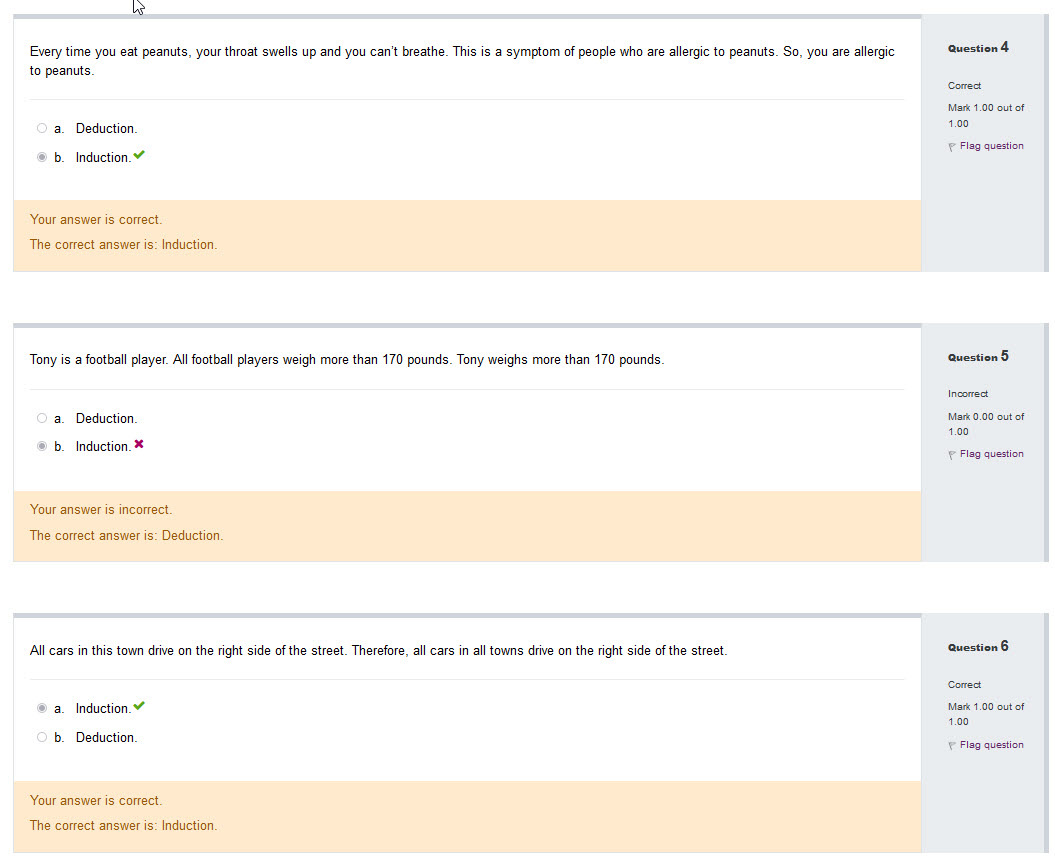 Every time you eat peanuts, your throat swells up and you can't breathe. This is a symptom of people who are allergic to peanuts. So, you are allergic
to peanuts.
a. Deduction.
b. Induction.
Your answer is correct.
The correct answer is: Induction.
Question 4
Correct
Mark 1.00 out of
1.00
Flag question
Tony is a football player. All football players weigh more than 170 pounds. Tony weighs more than 170 pounds.
a. Deduction.
b. Induction.
Your answer is incorrect.
The correct answer is: Deduction.
Question 5
Incorrect
Mark 0.00 out of
1.00
Flag question
All cars in this town drive on the right side of the street. Therefore, all cars in all towns drive on the right side of the street.
a. Induction.
b. Deduction.
Your answer is correct.
The correct answer is: Induction.
Question 6
Correct
Mark 1.00 out of
1.00
Flag question